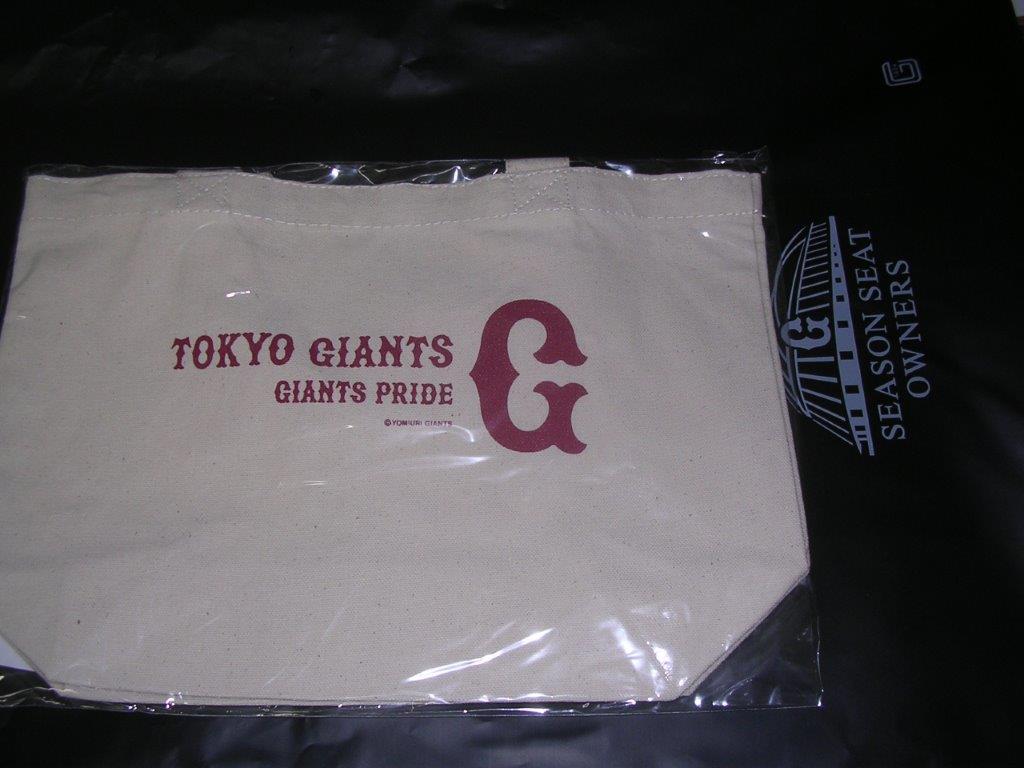 TOKYO GIANTS
GIANTS PRIDE
©YOMIURI GIANTS
G
G
SEASON SEAT
OWNERS
G